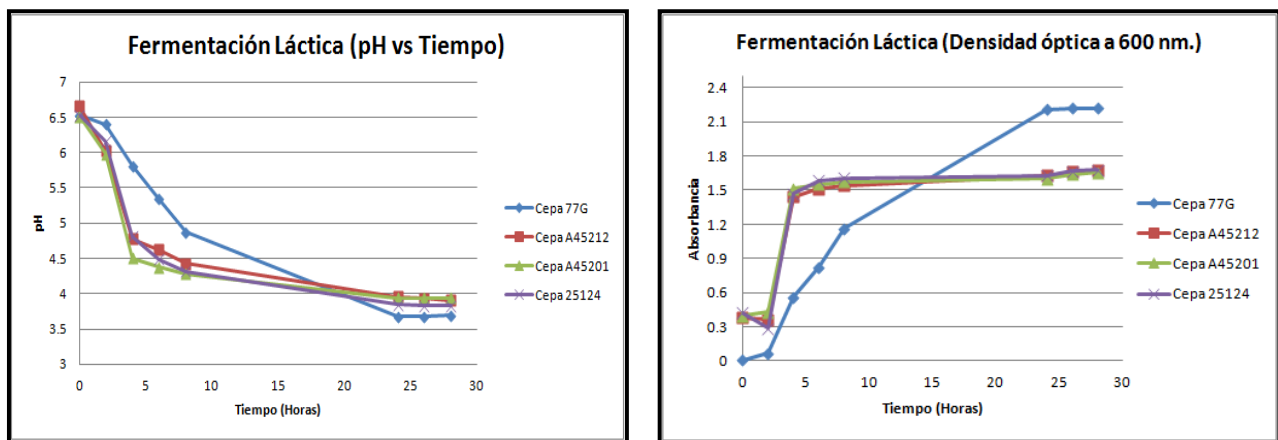 Fermentación Láctica (pH vs Tiempo)
7
6.5
6
5.5
5
4.5
4
3.5
3
pH
0 5 10 15 20 25 30
Tiempo (Horas)
Cepa 77G
Cepa A45212
Cepa A45201
Cepa 25124
Fermentación Láctica (Densidad óptica a 600 nm.)
2.4
2.1
1.8
1.5
1.2
0.9
0.6
0.3
0
Absorbancia
0 5 10 15 20 25 30
Tiempo (Horas)
Cepa 77G
Cepa A45212
Cepa A45201
Cepa 25124